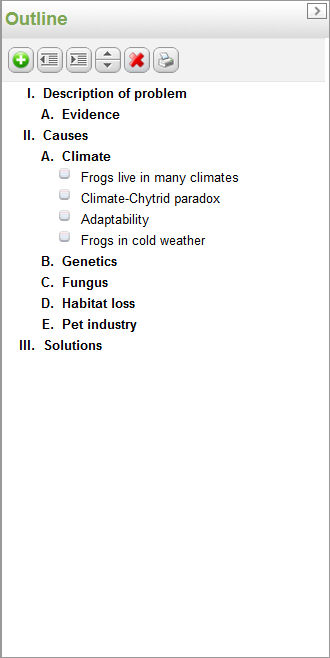 Outline
I. Description of problem
A. Evidence
II. Causes
A. Climate
Frogs live in many climates
Climate-Chytrid paradox
Adaptability
Frogs in cold weather
B. Genetics
C. Fungus
D. Habitat loss
E. Pet industry
III. Solutions